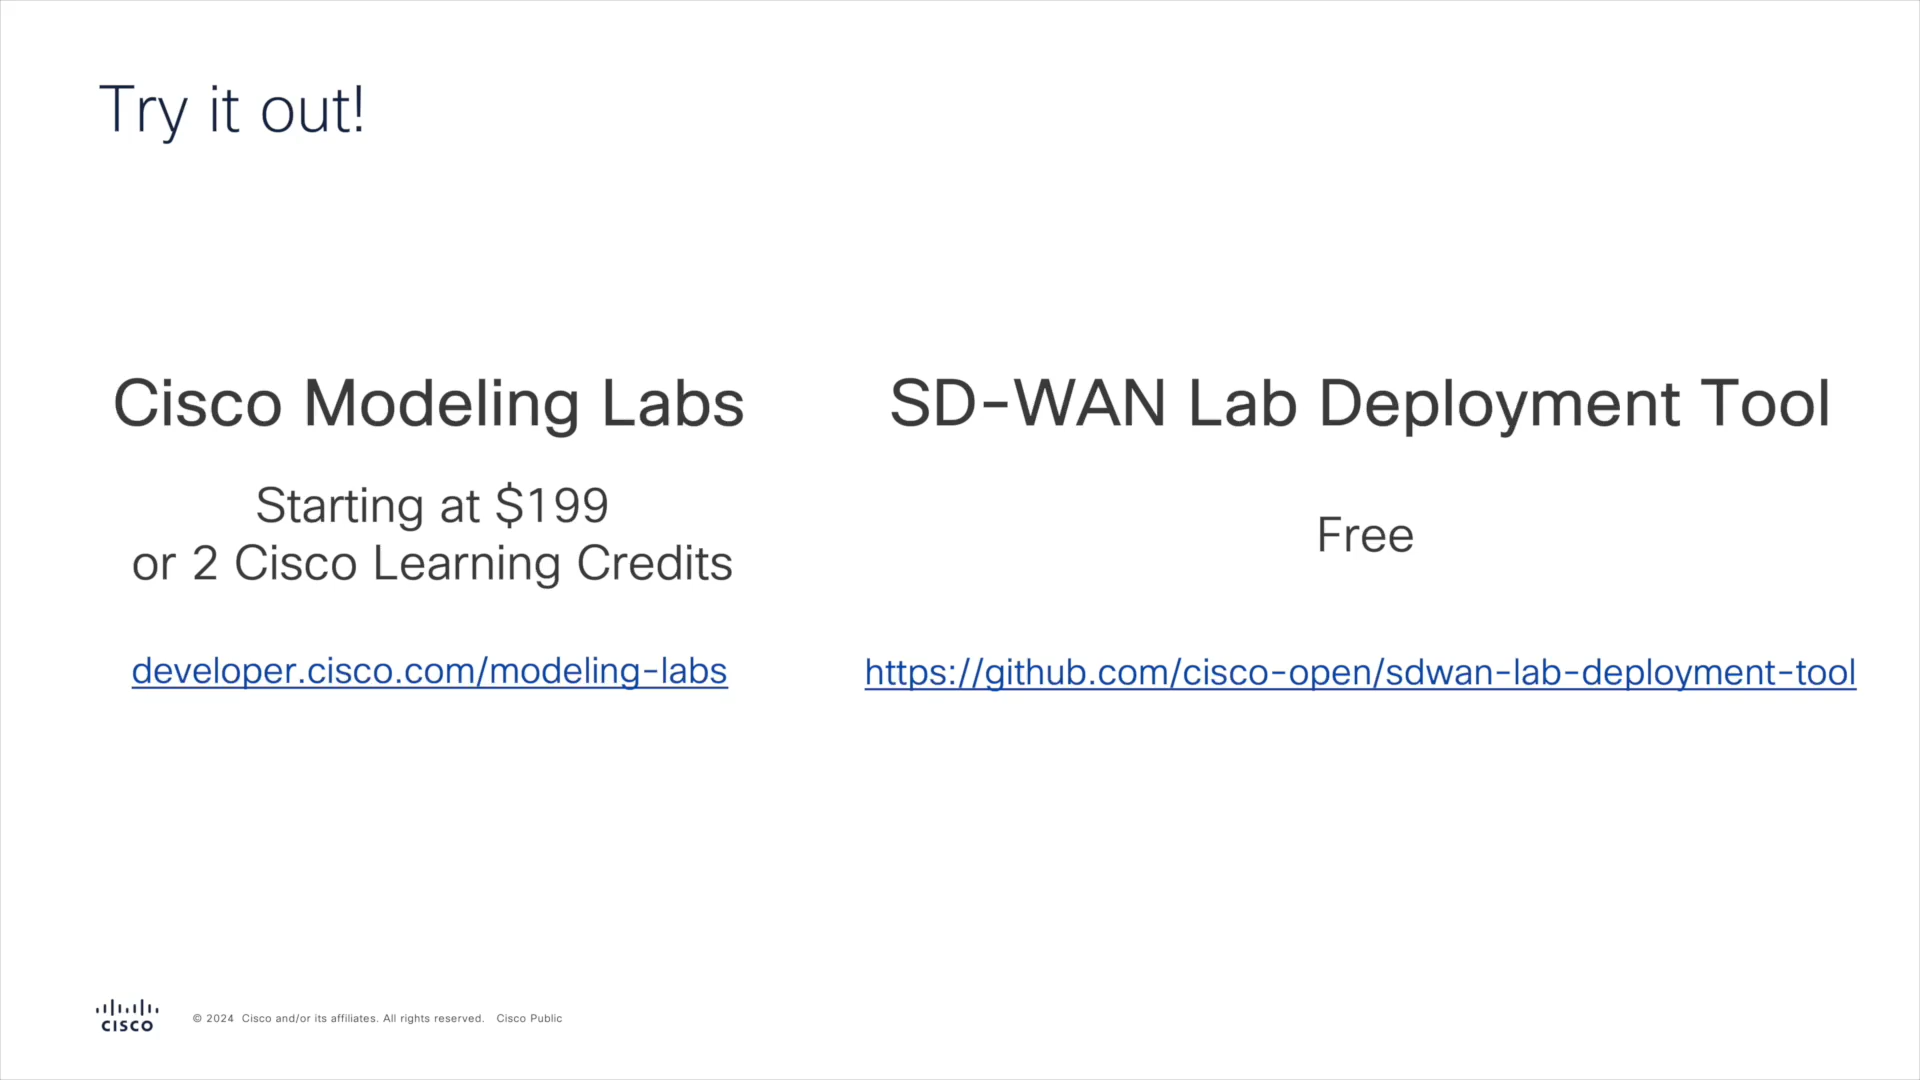 Try it out!
Cisco Modeling Labs
Starting at $199
or 2 Cisco Learning Credits
developer.cisco.com/modeling-labs
SD-WAN Lab Deployment Tool
Free
https://github.com/cisco-open/sdwan-lab-deployment-tool
CISCO
© 2024 Cisco and/or its affiliates. All rights reserved. Cisco Public